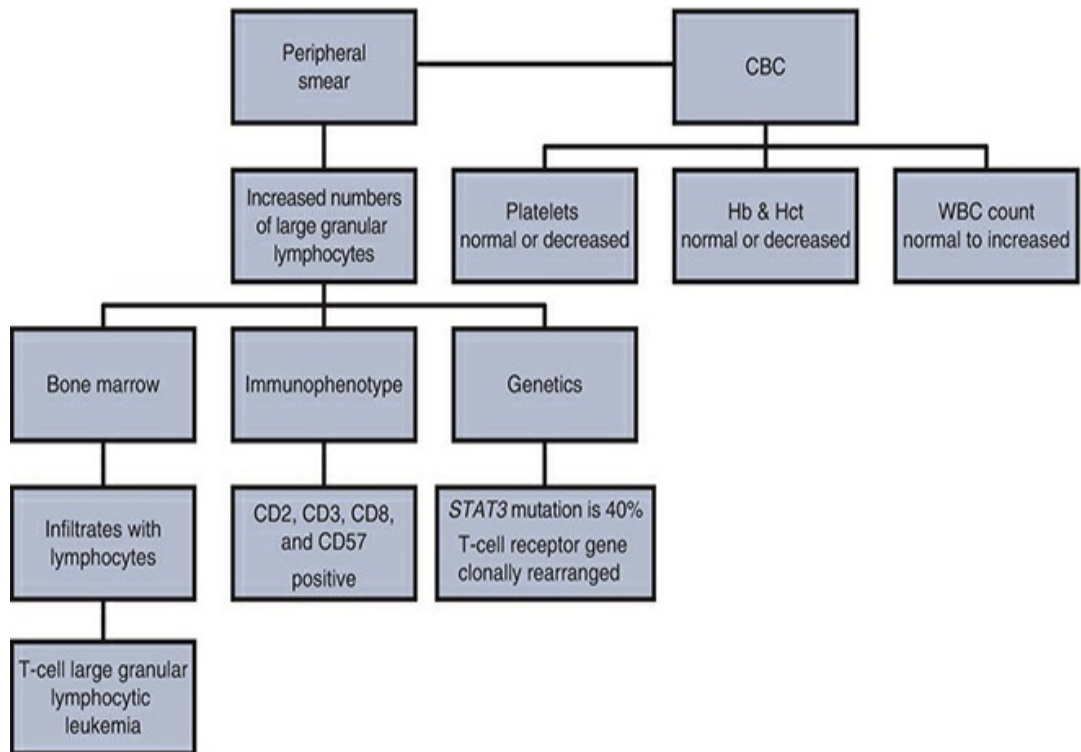 Peripheral
smear
CBC
Increased numbers
of large granular
lymphocytes
Platelets
normal or decreased
Hb & Hct
normal or decreased
WBC count
normal to increased
Bone marrow
Immunophenotype
Genetics
Infiltrates with
lymphocytes
CD2, CD3, CD8,
and CD57
positive
STAT3 mutation is 40%
T-cell receptor gene
clonally rearranged
T-cell large granular
lymphocytic
leukemia